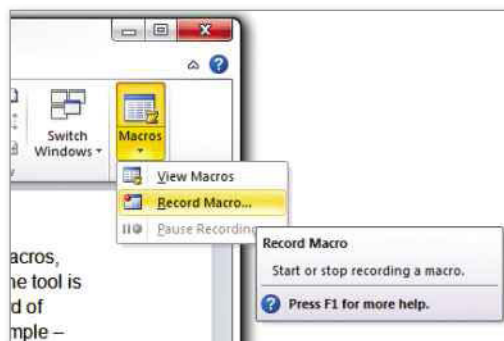 Switch
Windows
Macros
View Macros
Record Macro...
Pause Recording
Record Macro
Start or stop recording a macro.
Press F1 for more help.
acros,
ne tool is
d of
mple –